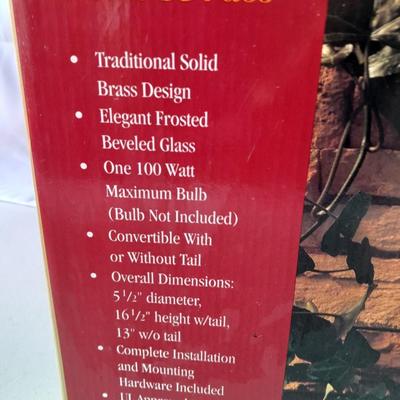 • Traditional Solid
Brass Design
• Elegant Frosted
Beveled Glass
• One 100 Watt
Maximum Bulb
(Bulb Not Included)
• Convertible With
or Without Tail
• Overall Dimensions:
5 1/2" diameter,
16 1/2" height w/tail,
13" w/o tail
• Complete Installation
and Mounting
Hardware Included